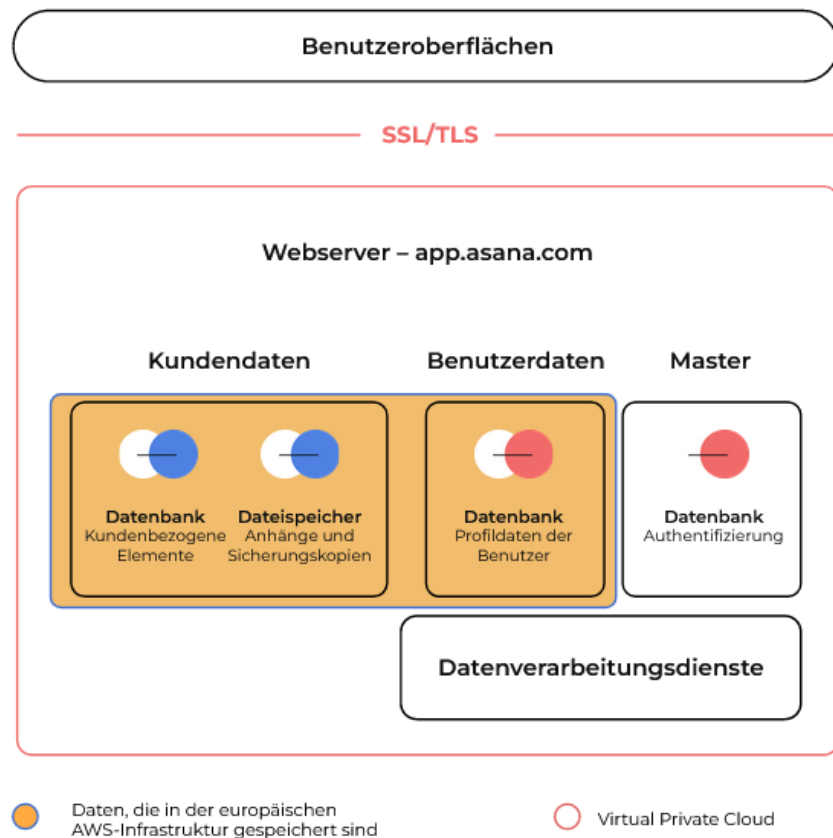 Benutzeroberflächen
SSL/TLS
Webserver – app.asana.com
Kundendaten
Benutzerdaten
Master
Datenbank
Kundenbezogene
Elemente
Dateispeicher
Anhänge und
Sicherungskopien
Datenbank
Profildaten der
Benutzer
Datenbank
Authentifizierung
Datenverarbeitungsdienste
Daten, die in der europäischen
AWS-Infrastruktur gespeichert sind
Virtual Private Cloud